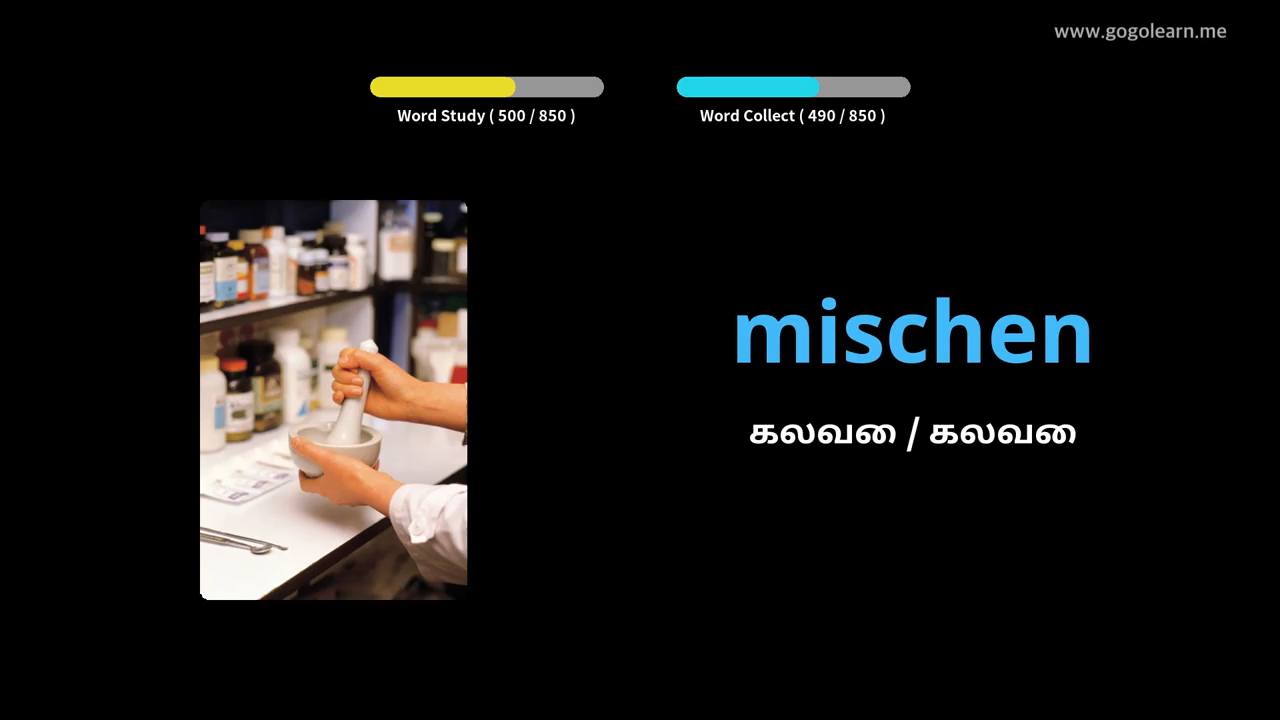 www.gogolearn.me
Word Study ( 500 / 850 )
Word Collect ( 490 / 850 )
mischen
கலவை / கலவை